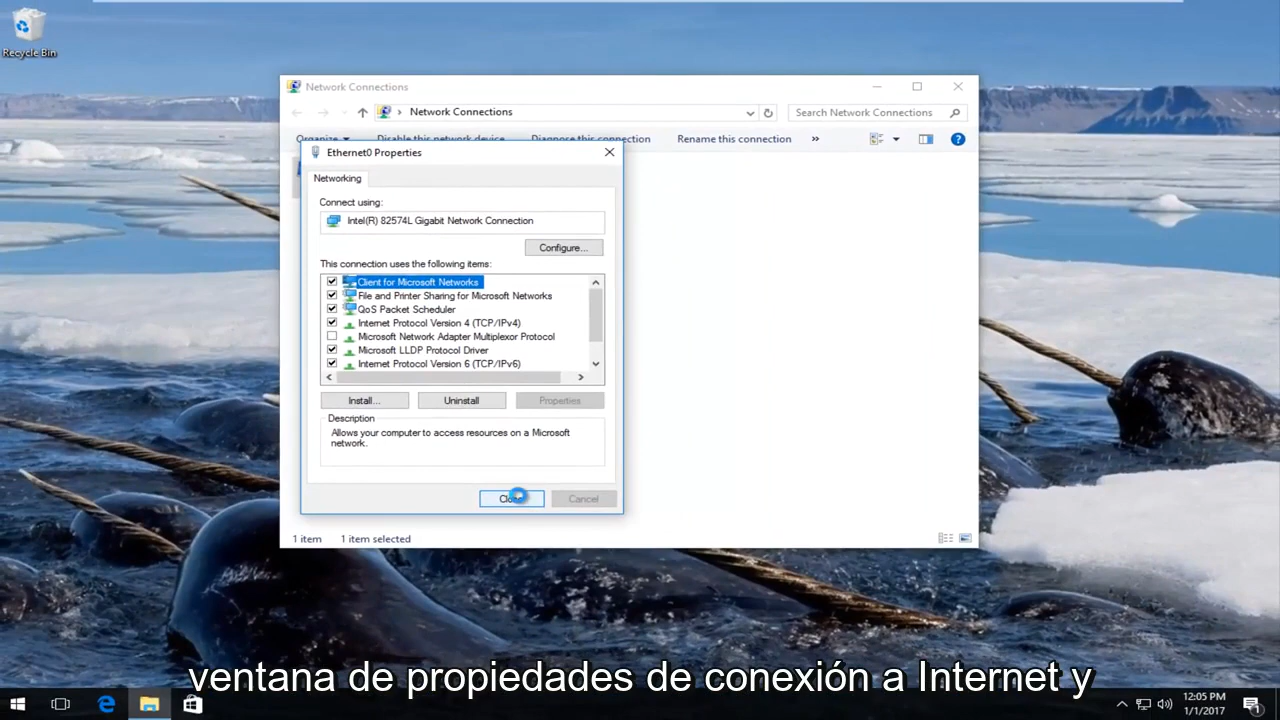 Recycle Bin
Network Connections
Network Connections
Search Network Connections
Organize
Disable this network device
Diagnose this connection
Rename this connection
»
Ethernet0 Properties
Networking
Connect using:
Intel(R) 82574L Gigabit Network Connection
Configure...
This connection uses the following items:
Client for Microsoft Networks
File and Printer Sharing for Microsoft Networks
QoS Packet Scheduler
Internet Protocol Version 4 (TCP/IPv4)
Microsoft Network Adapter Multiplexor Protocol
Microsoft LLDP Protocol Driver
Internet Protocol Version 6 (TCP/IPv6)
Install...
Uninstall
Properties
Description
Allows your computer to access resources on a Microsoft
network.
Close
Cancel
1 item
1 item selected
ventana de propiedades de conexión a Internet y
12:05 PM
1/1/2017
1